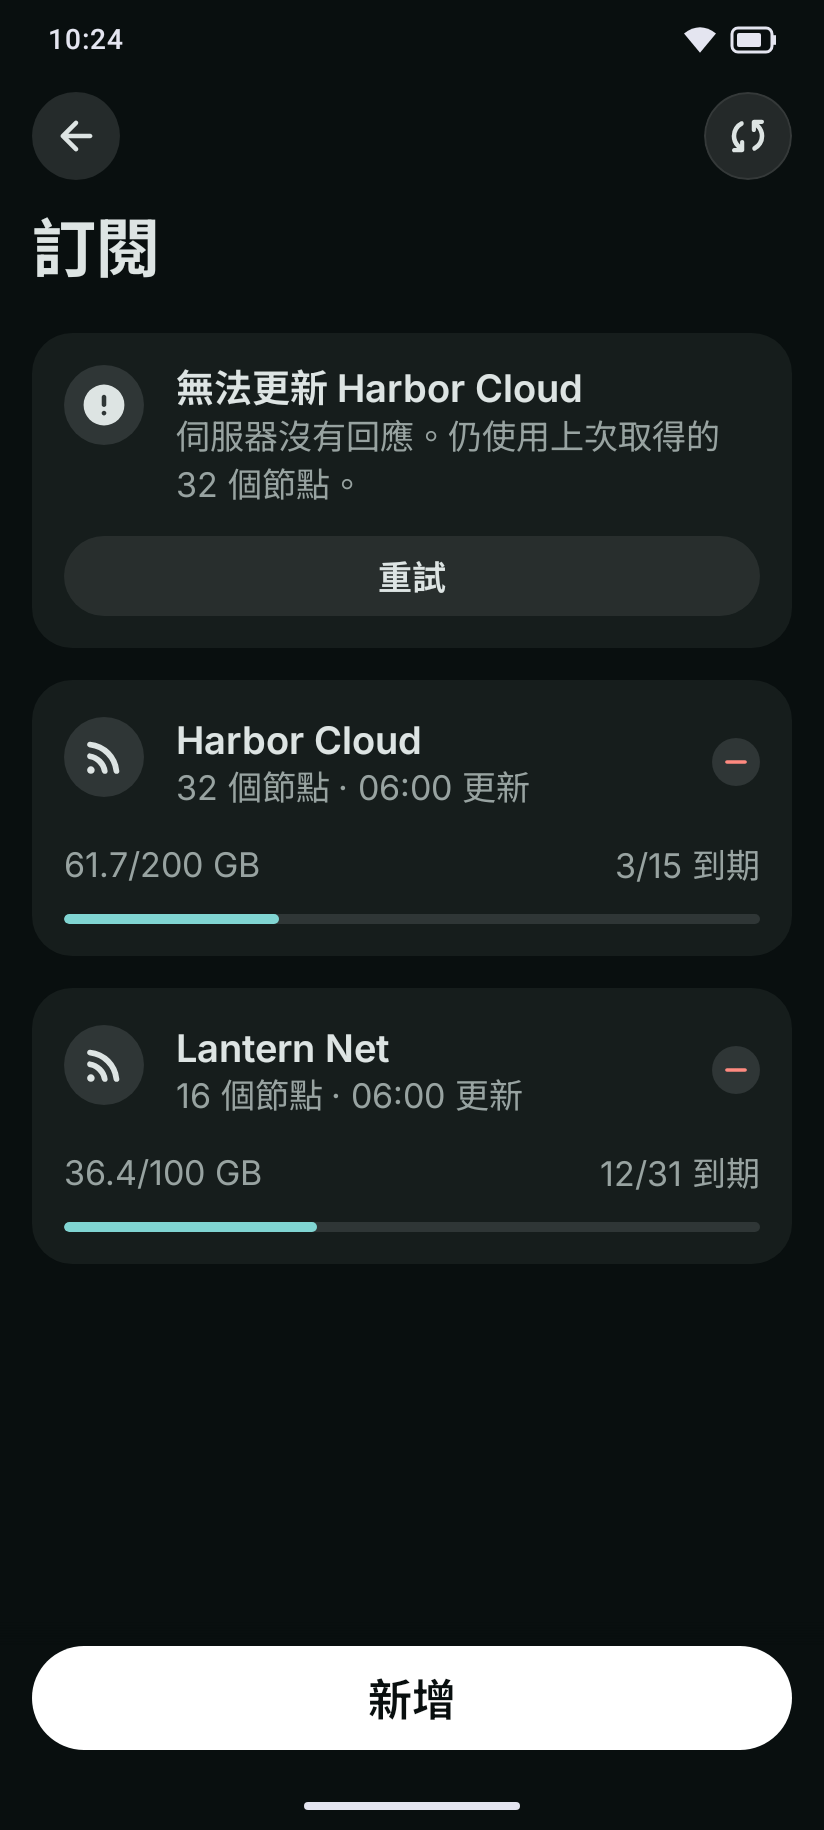 10:24
訂閱
無法更新 Harbor Cloud
伺服器沒有回應。仍使用上次取得的
32 個節點。
重試
Harbor Cloud
32 個節點 · 06:00 更新
61.7/200 GB
3/15 到期
Lantern Net
16 個節點 · 06:00 更新
36.4/100 GB
12/31 到期
新增